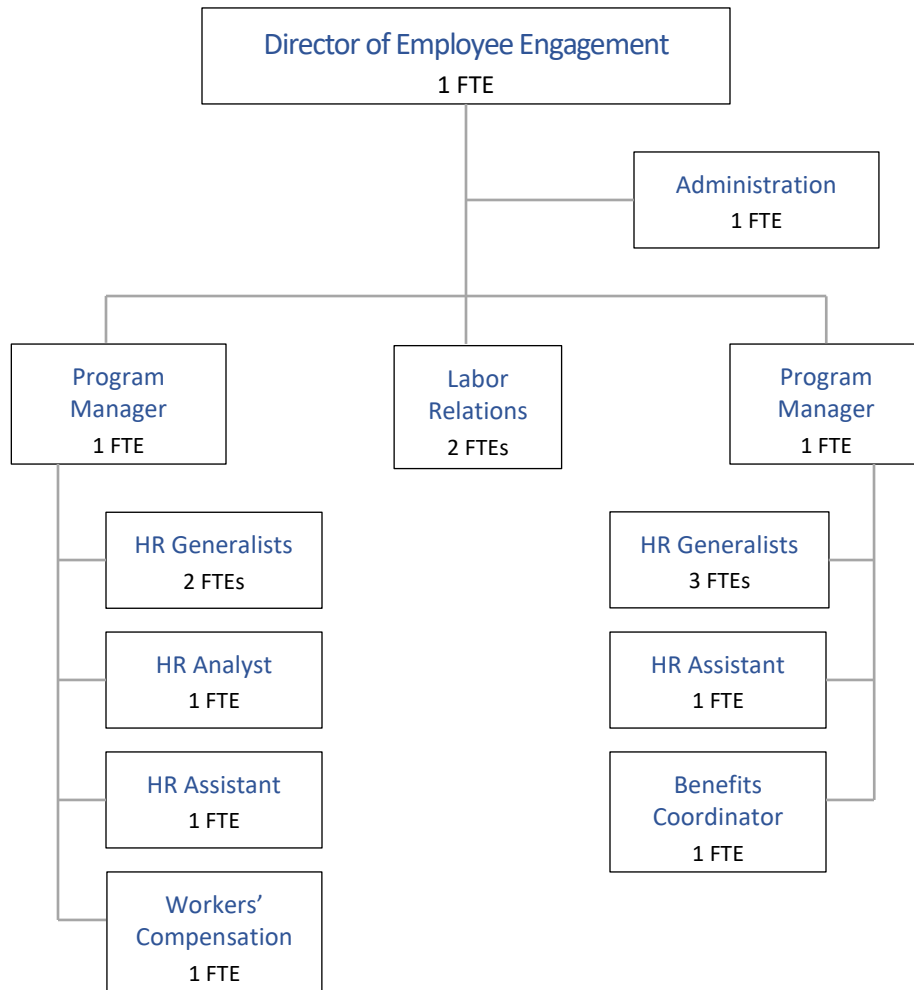 Director of Employee Engagement
1 FTE
Administration
1 FTE
Program
Manager
1 FTE
Labor
Relations
2 FTEs
Program
Manager
1 FTE
HR Generalists
2 FTEs
HR Analyst
1 FTE
HR Assistant
1 FTE
Workers’
Compensation
1 FTE
HR Generalists
3 FTEs
HR Assistant
1 FTE
Benefits
Coordinator
1 FTE